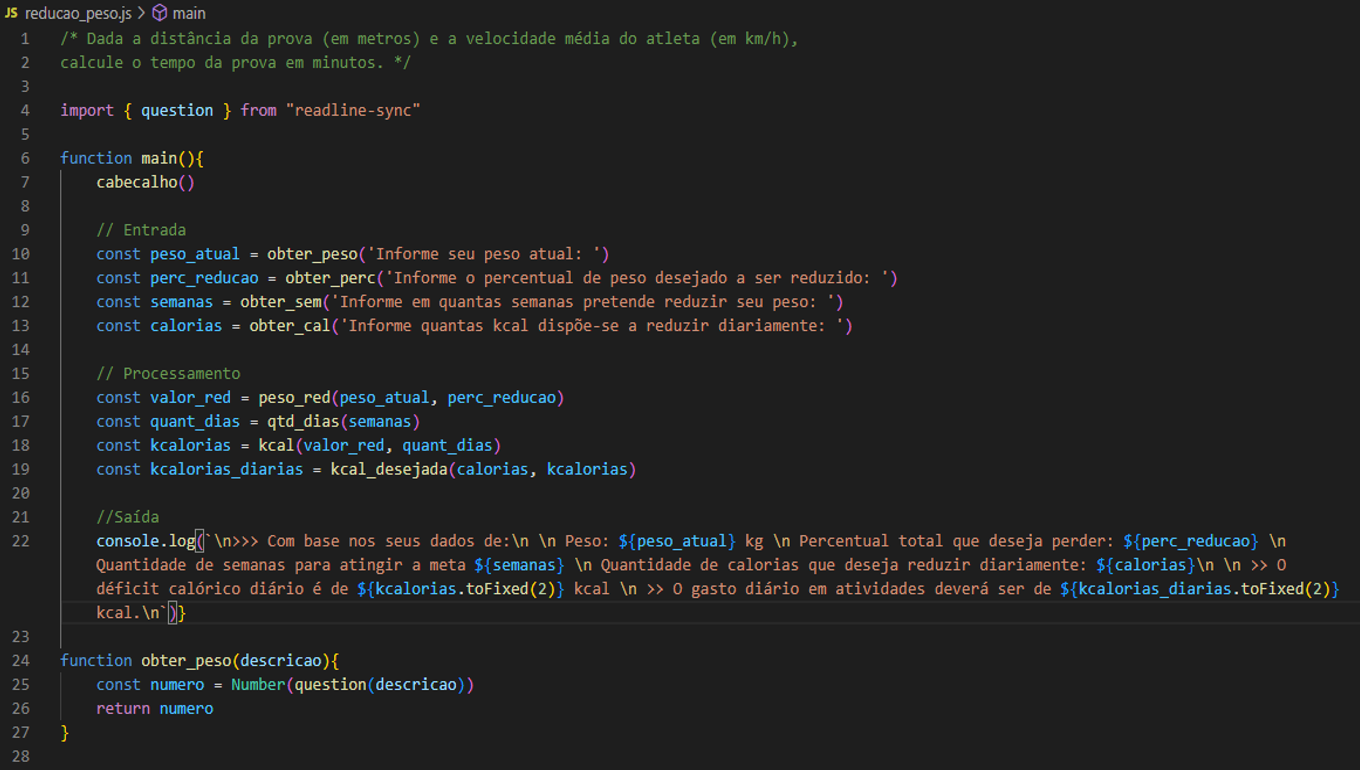 JS reducao_peso.js > main
1 /* Dada a distância da prova (em metros) e a velocidade média do atleta (em km/h),
2 calcule o tempo da prova em minutos. */
3
4 import { question } from "readline-sync"
5
6 function main(){
7 cabecalho()
8
9 // Entrada
10 const peso_atual = obter_peso('Informe seu peso atual: ')
11 const perc_reducao = obter_perc('Informe o percentual de peso desejado a ser reduzido: ')
12 const semanas = obter_sem('Informe em quantas semanas pretende reduzir seu peso: ')
13 const calorias = obter_cal('Informe quantas kcal dispõe-se a reduzir diariamente: ')
14
15 // Processamento
16 const valor_red = peso_red(peso_atual, perc_reducao)
17 const quant_dias = qtd_dias(semanas)
18 const kcalorias = kcal(valor_red, quant_dias)
19 const kcalorias_diarias = kcal_desejada(calorias, kcalorias)
20
21 //Saída
22 console.log(`\n>>> Com base nos seus dados de:\n \n Peso: ${peso_atual} kg \n Percentual total que deseja perder: ${perc_reducao} \n
Quantidade de semanas para atingir a meta ${semanas} \n Quantidade de calorias que deseja reduzir diariamente: ${calorias}\n \n >> O
déficit calórico diário é de ${kcalorias.toFixed(2)} kcal \n >> O gasto diário em atividades deverá ser de ${kcalorias_diarias.toFixed(2)}
kcal.\n`)}
23
24 function obter_peso(descricao){
25 const numero = Number(question(descricao))
26 return numero
27 }
28